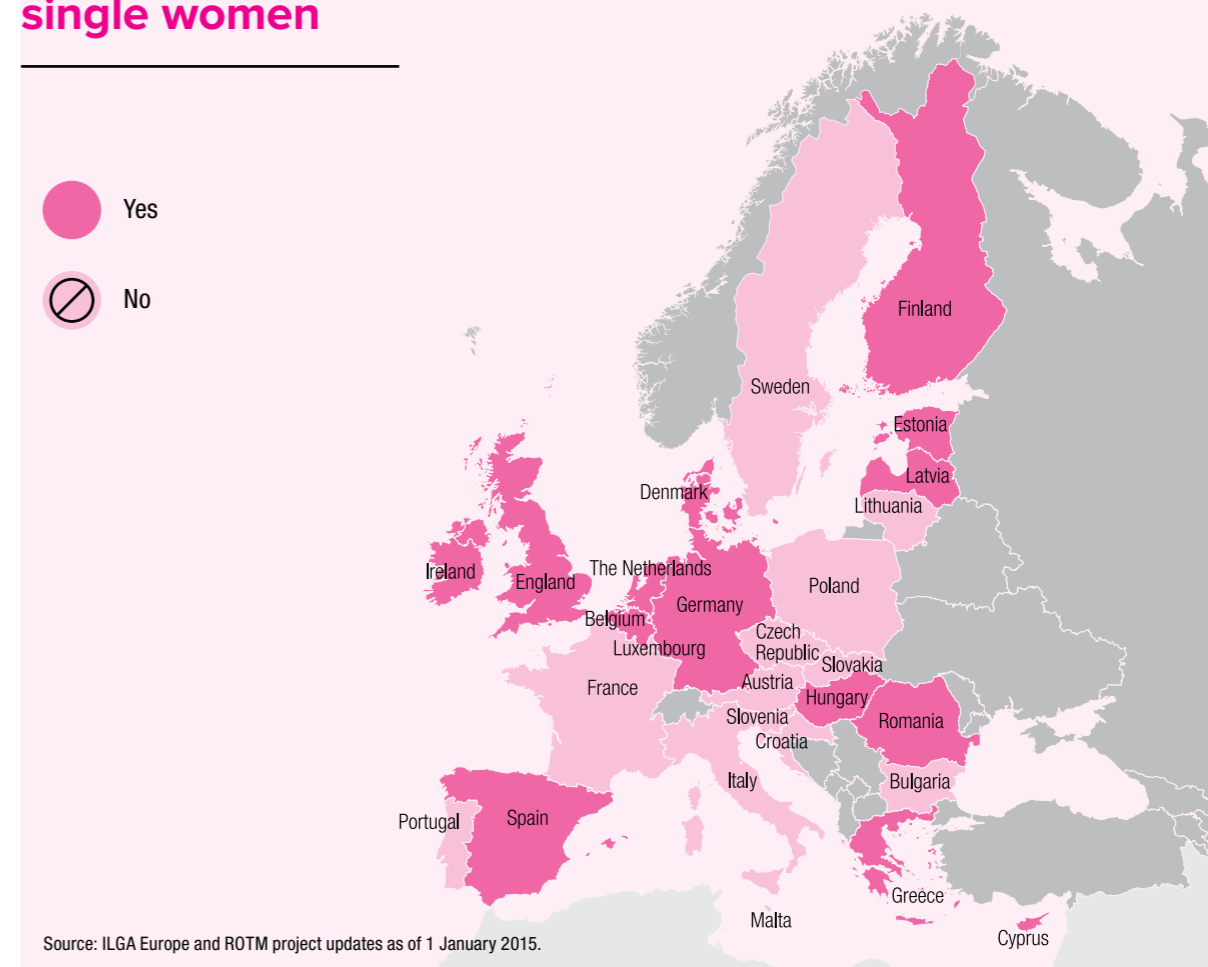 single women
Yes
No
Finland
Sweden
Estonia
Latvia
Denmark
Lithuania
Ireland
England
The Netherlands
Poland
Germany
Belgium
Czech
Republic
Luxembourg
Slovakia
France
Austria
Hungary
Slovenia
Romania
Croatia
Italy
Bulgaria
Portugal
Spain
Greece
Malta
Cyprus
Source: ILGA Europe and ROTM project updates as of 1 January 2015.